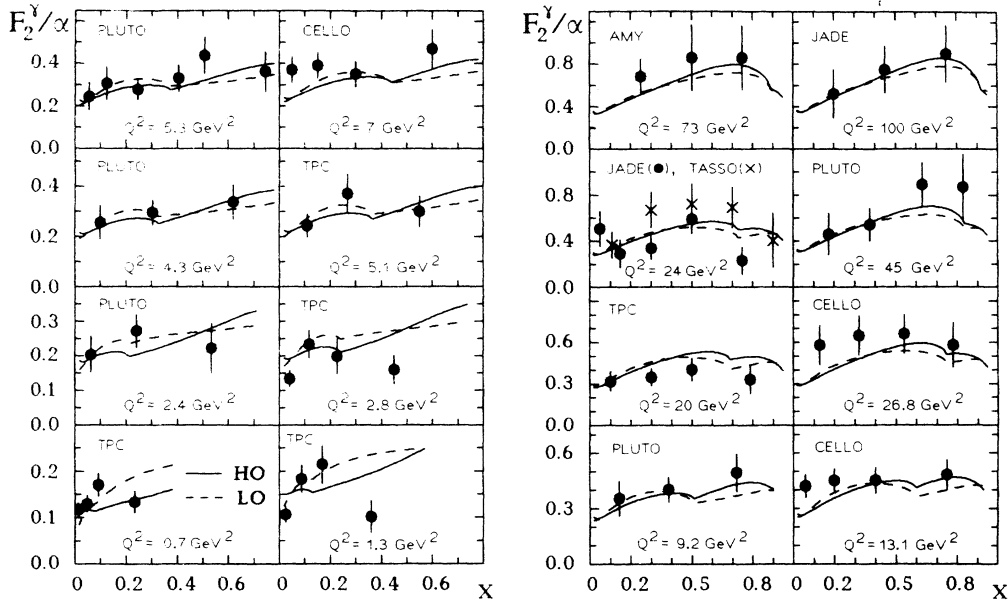 F₂^γ/α
PLUTO
CELLO
0.4
0.2
0.0
Q² = 5.3 GeV²
Q² = 7 GeV²
PLUTO
TPC
0.4
0.2
0.0
Q² = 4.3 GeV²
Q² = 5.1 GeV²
PLUTO
TPC
0.3
0.2
0.1
0.0
Q² = 2.4 GeV²
Q² = 2.8 GeV²
TPC
TPC
0.2
HO
LO
0.1
0.0
Q² = 0.7 GeV²
Q² = 1.3 GeV²
0.0 0.2 0.4 0.6 0.2 0.4 0.6 X
F₂^γ/α
AMY
JADE
0.8
0.4
0.0
Q² = 73 GeV²
Q² = 100 GeV²
JADE(●), TASSO(×)
PLUTO
0.8
0.4
0.0
Q² = 24 GeV²
Q² = 45 GeV²
TPC
CELLO
0.6
0.3
0.0
Q² = 20 GeV²
Q² = 26.8 GeV²
PLUTO
CELLO
0.6
0.3
0.0
Q² = 9.2 GeV²
Q² = 13.1 GeV²
0 0.2 0.5 0.8 0.2 0.5 0.8 X